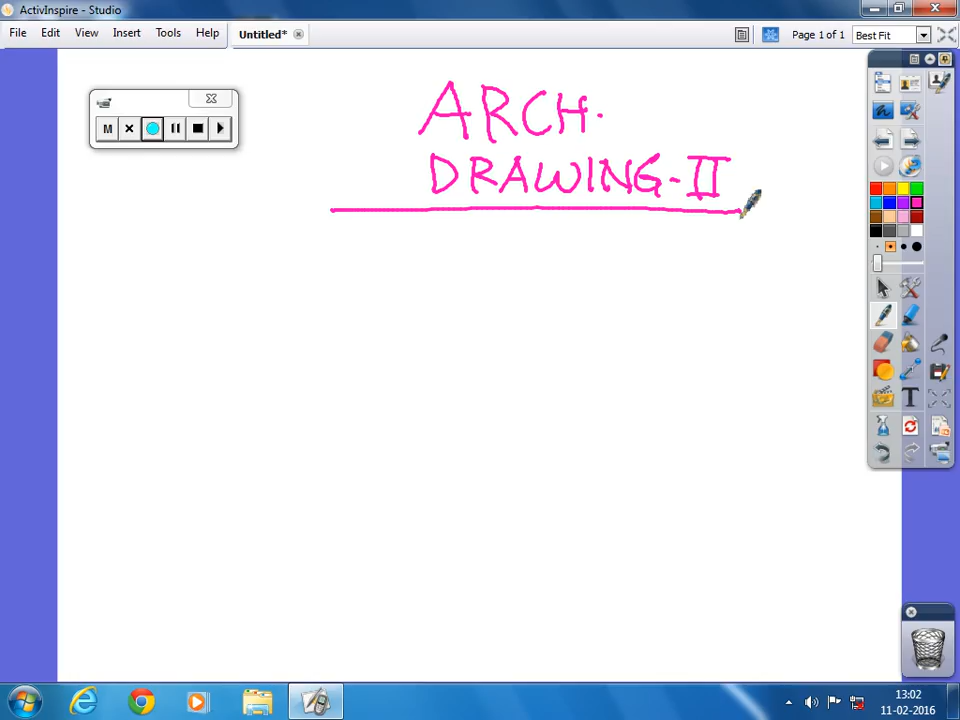 ActivInspire - Studio
File Edit View Insert Tools Help Untitled* Page 1 of 1 Best Fit
M
ARCH.
DRAWING-II
T
13:02
11-02-2016